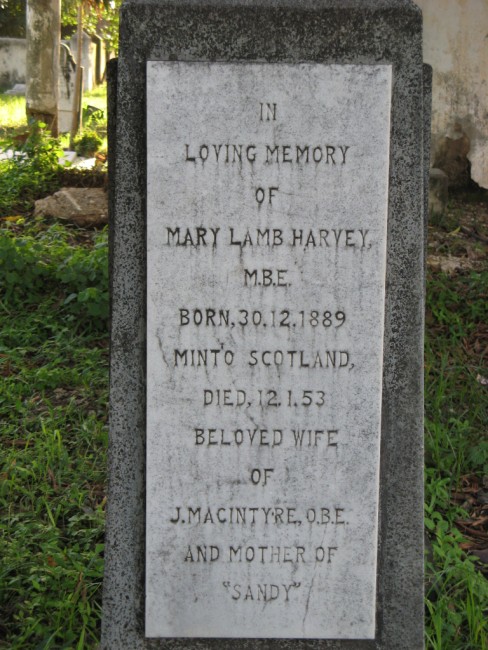 IN
LOVING MEMORY
OF
MARY LAMB HARVEY,
M.B.E.
BORN, 30.12.1889
MINTO SCOTLAND,
DIED, 12.1.53
BELOVED WIFE
OF
J. MACINTYRE, O.B.E.
AND MOTHER OF
"SANDY"